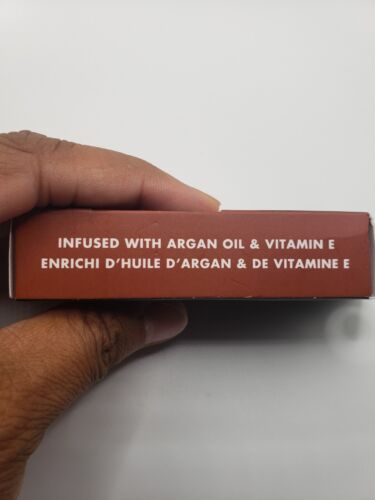 INFUSED WITH ARGAN OIL & VITAMIN E
ENRICHI D'HUILE D'ARGAN & DE VITAMINE E